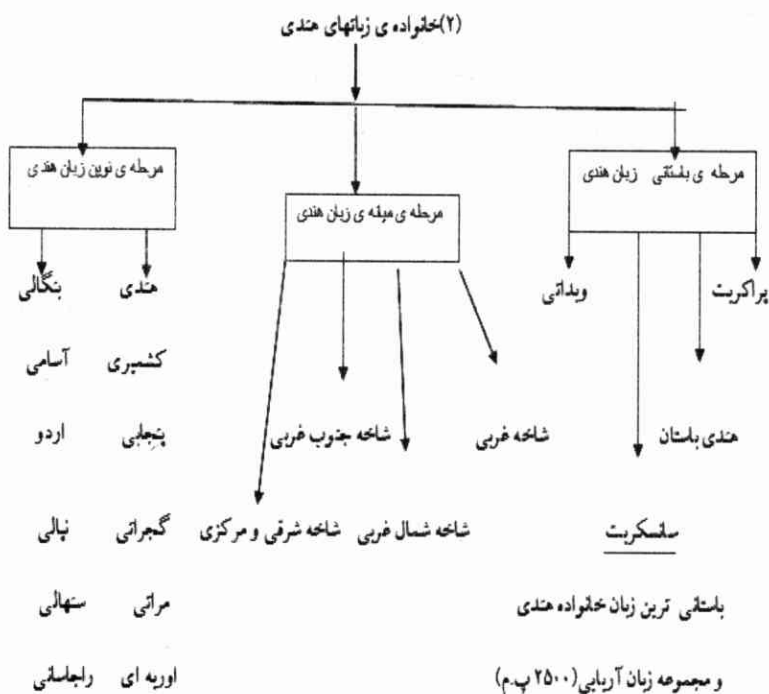 (۲)خانواده ی زبانهای هندی
مرحله ی باستانی زبان هندی
مرحله ی میانه ی زبان هندی
مرحله ی نوین زبان هندی
پراکریت
ویدائی
هندی باستان
سانسکریت
باستانی ترین زبان خانواده هندی
و مجموعه زبان آریایی(۲۵۰۰ پ.م)
شاخه غربی
شاخه جنوب غربی
شاخه شمال غربی
شاخه شرقی و مرکزی
هندی بنگالی
کشمیری آسامی
پنجابی اردو
گجراتی نپالی
مراتی سنهالی
اوریه ای راجاستانی